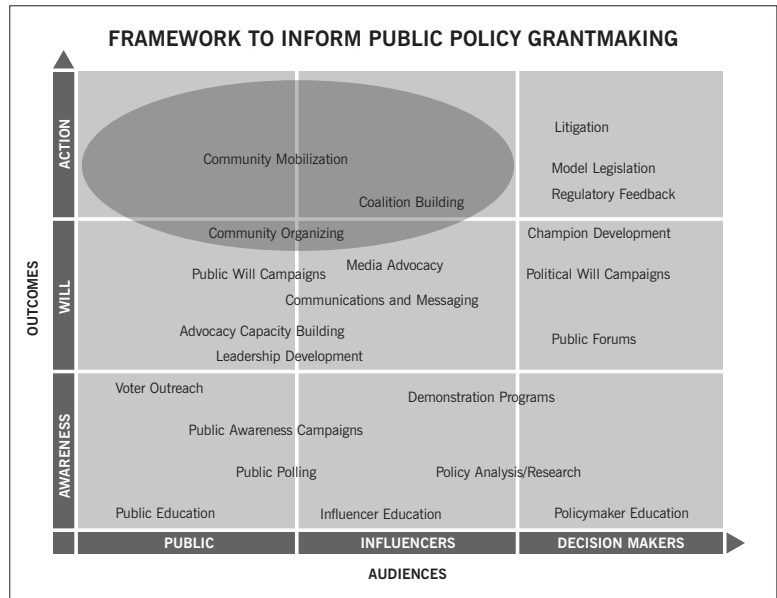 FRAMEWORK TO INFORM PUBLIC POLICY GRANTMAKING
OUTCOMES
ACTION
Litigation
Community Mobilization
Model Legislation
Regulatory Feedback
Coalition Building
WILL
Community Organizing
Champion Development
Media Advocacy
Public Will Campaigns
Political Will Campaigns
Communications and Messaging
Advocacy Capacity Building
Public Forums
Leadership Development
AWARENESS
Voter Outreach
Demonstration Programs
Public Awareness Campaigns
Public Polling
Policy Analysis/Research
Public Education
Influencer Education
Policymaker Education
PUBLIC
INFLUENCERS
DECISION MAKERS
AUDIENCES